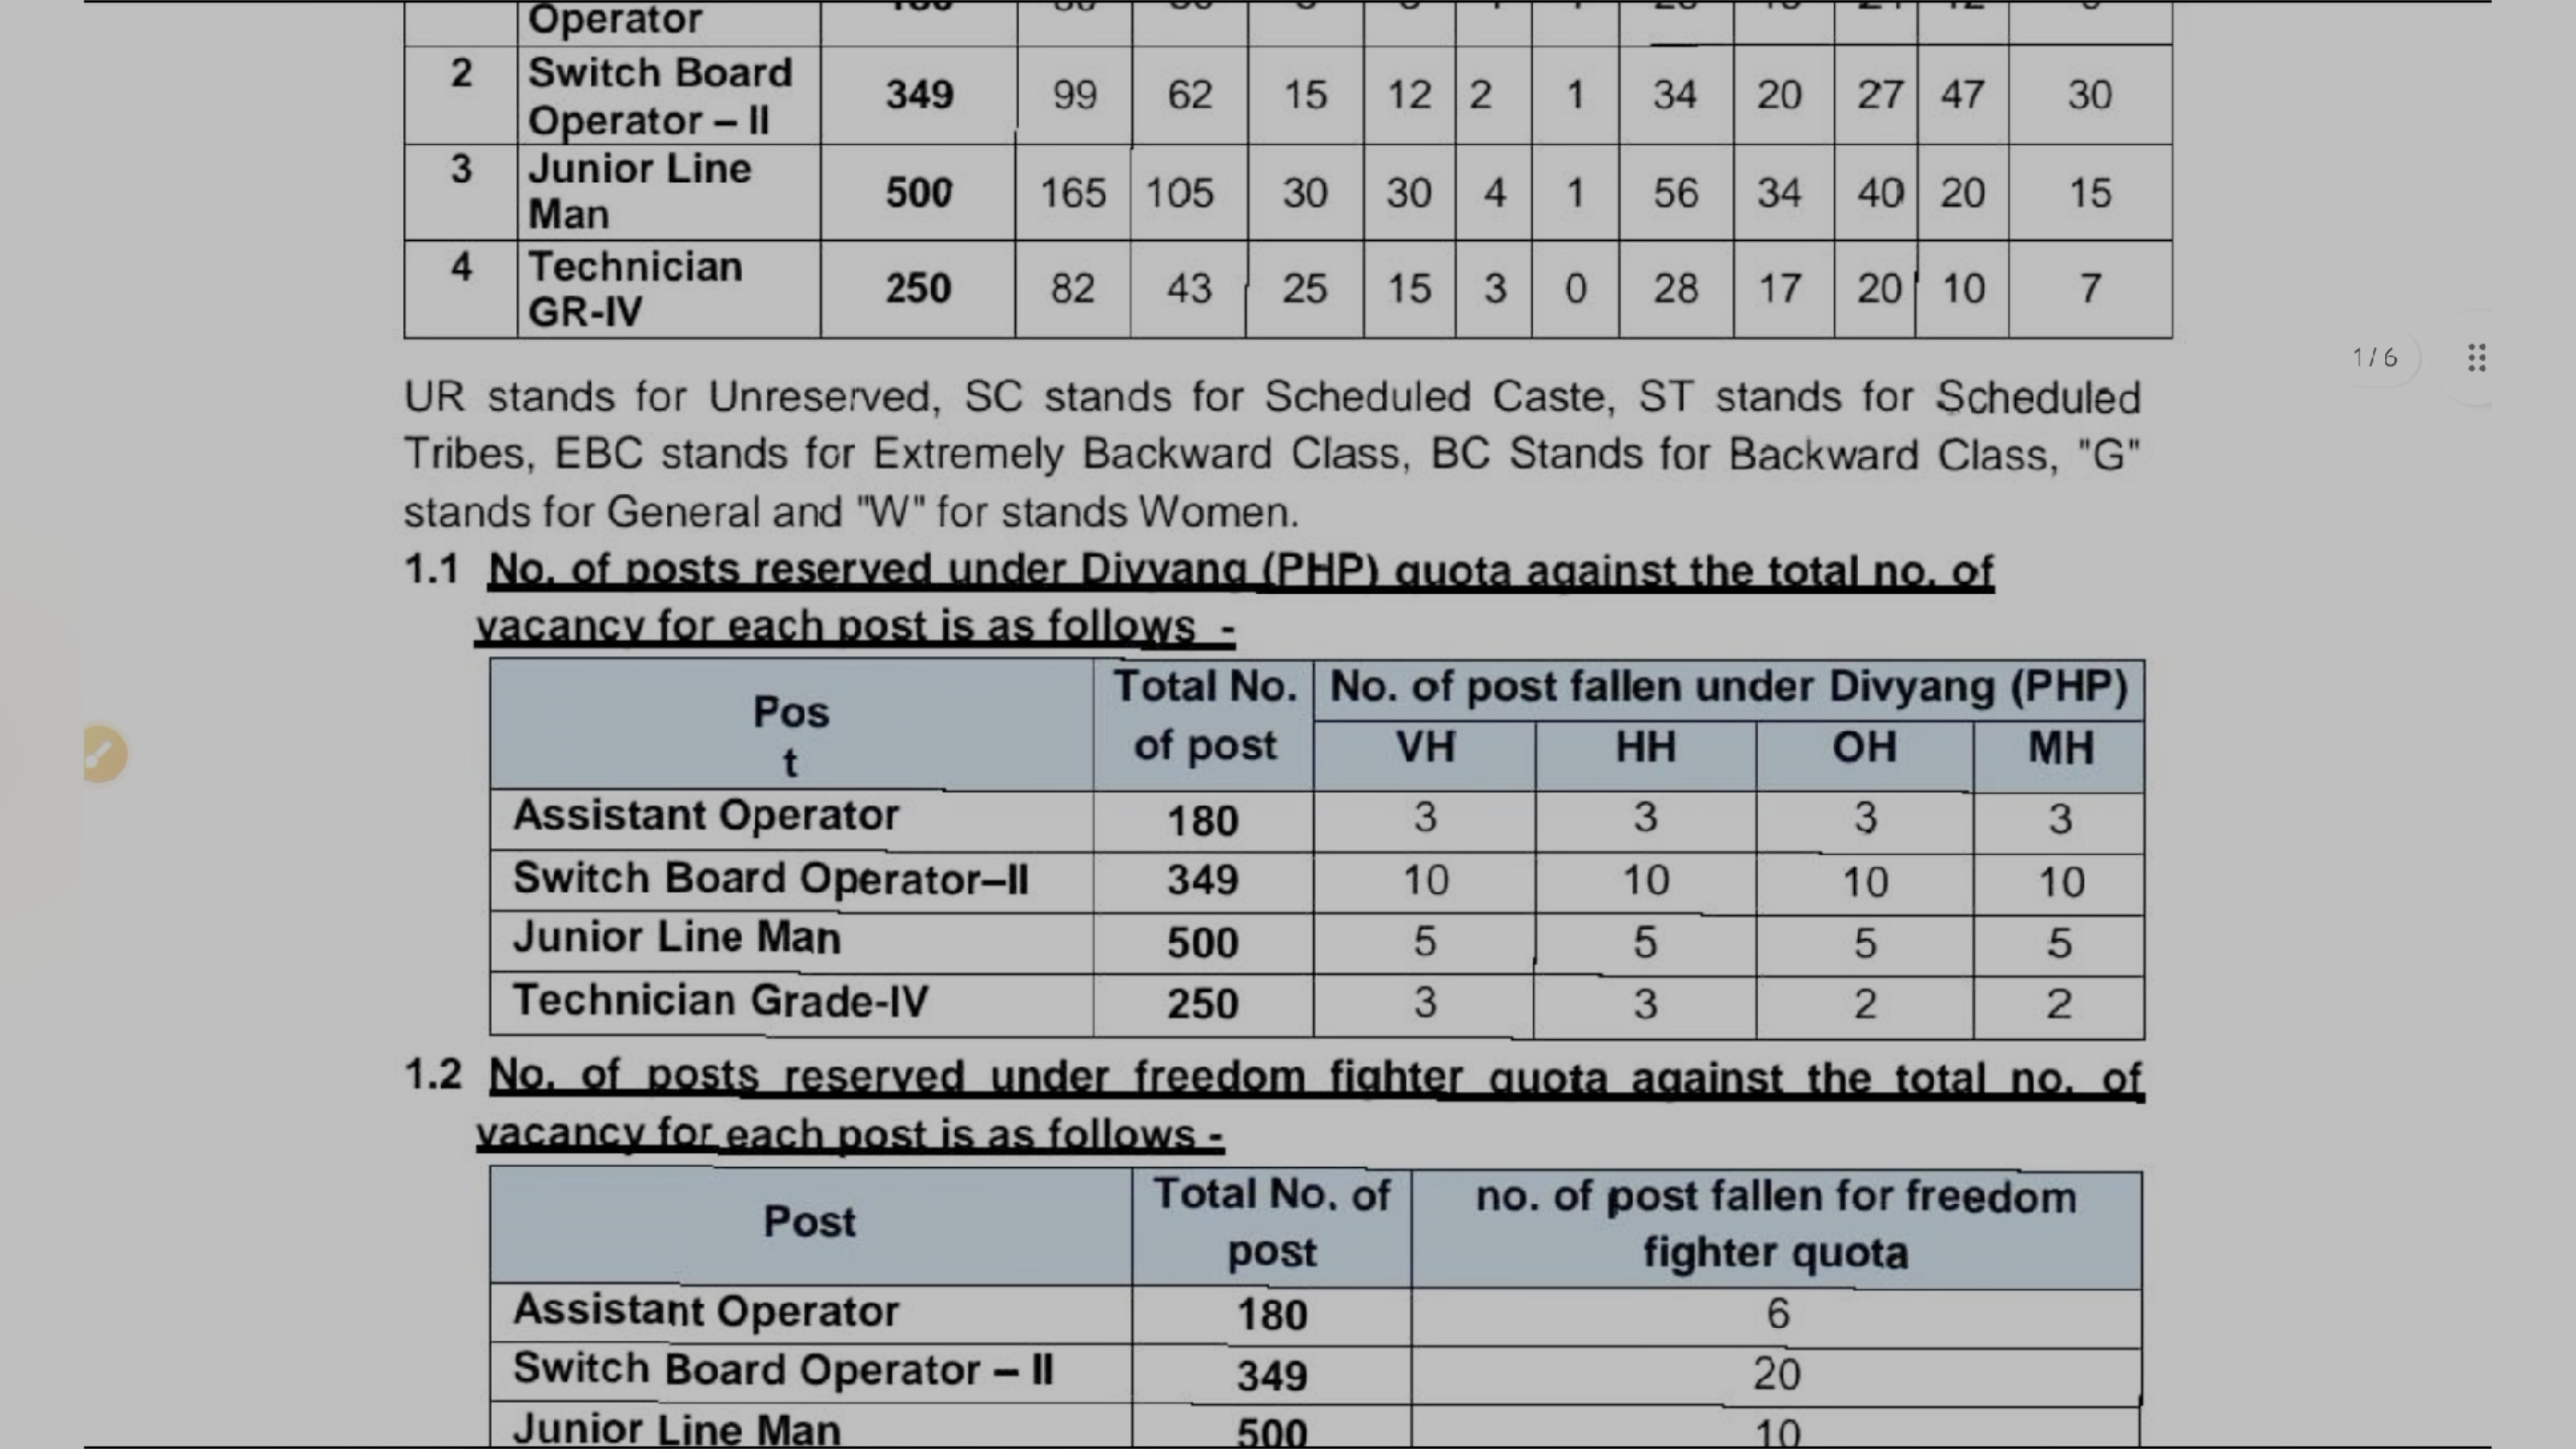 Operator
2 Switch Board Operator – II 349 99 62 15 12 2 1 34 20 27 47 30
3 Junior Line Man 500 165 105 30 30 4 1 56 34 40 20 15
4 Technician GR-IV 250 82 43 25 15 3 0 28 17 20 10 7
1 / 6
UR stands for Unreserved, SC stands for Scheduled Caste, ST stands for Scheduled
Tribes, EBC stands for Extremely Backward Class, BC Stands for Backward Class, "G"
stands for General and "W" for stands Women.
1.1 No. of posts reserved under Divyang (PHP) quota against the total no. of
vacancy for each post is as follows -
Pos
t
Total No.
of post
No. of post fallen under Divyang (PHP)
VH HH OH MH
Assistant Operator 180 3 3 3 3
Switch Board Operator–II 349 10 10 10 10
Junior Line Man 500 5 5 5 5
Technician Grade-IV 250 3 3 2 2
1.2 No. of posts reserved under freedom fighter quota against the total no. of
vacancy for each post is as follows -
Post
Total No. of
post
no. of post fallen for freedom
fighter quota
Assistant Operator 180 6
Switch Board Operator – II 349 20
Junior Line Man 500 10